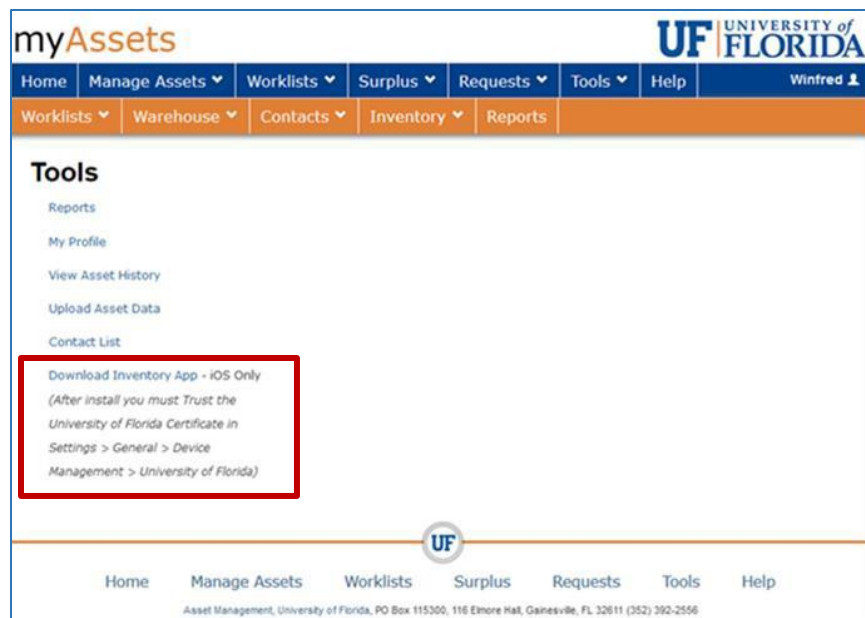 myAssets
UF UNIVERSITY of FLORIDA
Home Manage Assets Worklists Surplus Requests Tools Help Winfred
Worklists Warehouse Contacts Inventory Reports
Tools
Reports
My Profile
View Asset History
Upload Asset Data
Contact List
Download Inventory App - iOS Only
(After install you must Trust the
University of Florida Certificate in
Settings > General > Device
Management > University of Florida)
UF
Home Manage Assets Worklists Surplus Requests Tools Help
Asset Management, University of Florida, PO Box 115300, 116 Elmore Hall, Gainesville, FL 32611 (352) 392-2556